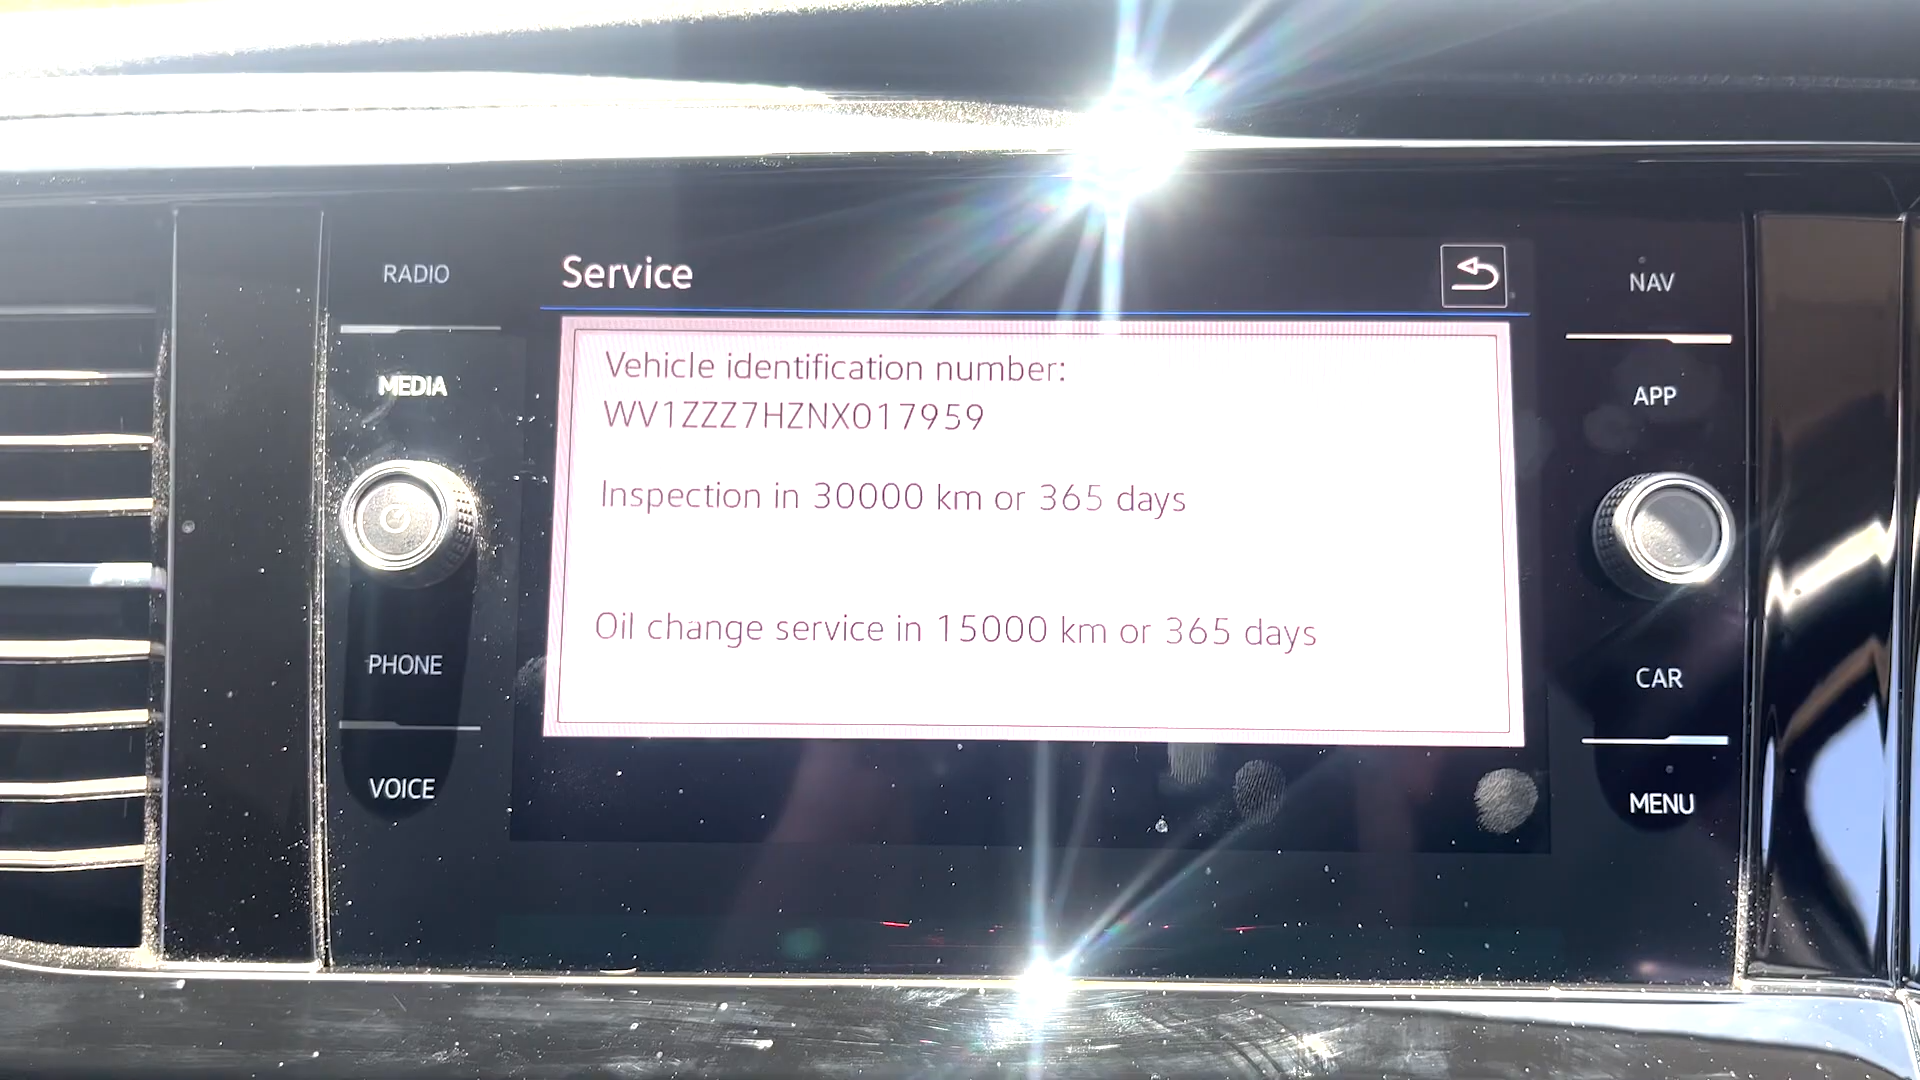 RADIO
MEDIA
PHONE
VOICE
Service
Vehicle identification number:
WV1ZZZ7HZNX017959
Inspection in 30000 km or 365 days
Oil change service in 15000 km or 365 days
NAV
APP
CAR
MENU